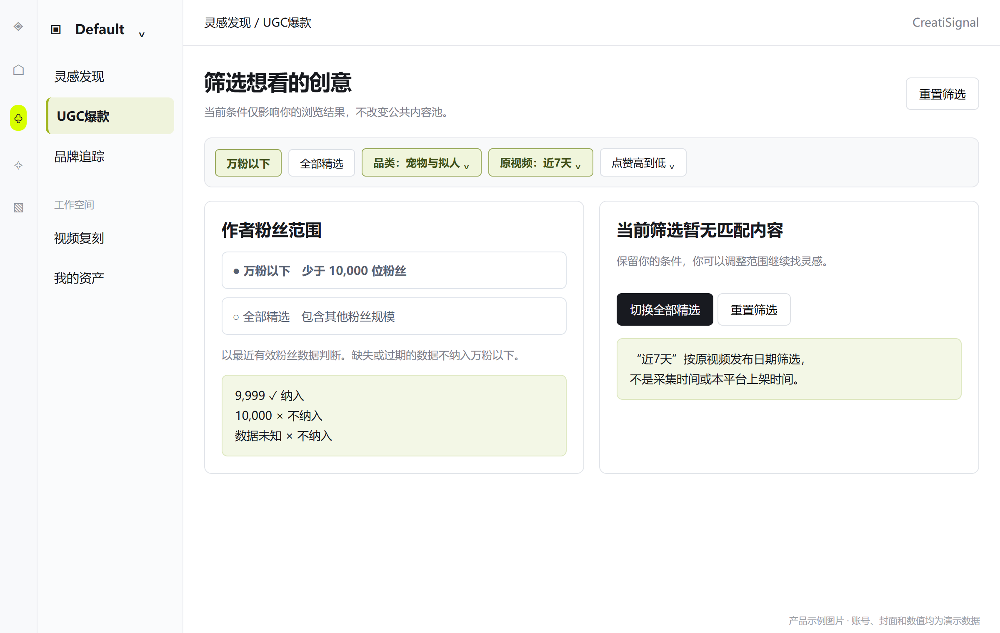 Default
灵感发现
UGC爆款
品牌追踪
工作空间
视频复刻
我的资产
灵感发现 / UGC爆款
CreatiSignal
筛选想看的创意
当前条件仅影响你的浏览结果，不改变公共内容池。
重置筛选
万粉以下
全部精选
品类：宠物与拟人
原视频：近7天
点赞高到低
作者粉丝范围
● 万粉以下 少于 10,000 位粉丝
○ 全部精选 包含其他粉丝规模
以最近有效粉丝数据判断。缺失或过期的数据不纳入万粉以下。
9,999 ✓ 纳入
10,000 × 不纳入
数据未知 × 不纳入
当前筛选暂无匹配内容
保留你的条件，你可以调整范围继续找灵感。
切换全部精选
重置筛选
“近7天”按原视频发布日期筛选，
不是采集时间或本平台上架时间。
产品示例图片 · 账号、封面和数值均为演示数据